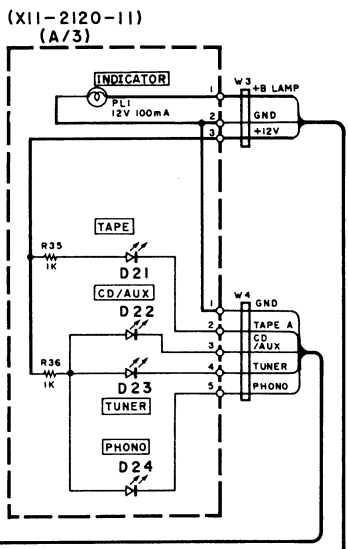 (X11-2120-11)
(A/3)
INDICATOR
PL1
12V 100mA
W3
1 +B LAMP
2 GND
3 +12V
TAPE
R35
1K
D21
CD/AUX
D22
W4
1 GND
2 TAPE A
3 CD
/AUX
R36
1K
4 TUNER
D23
5 PHONO
TUNER
PHONO
D24